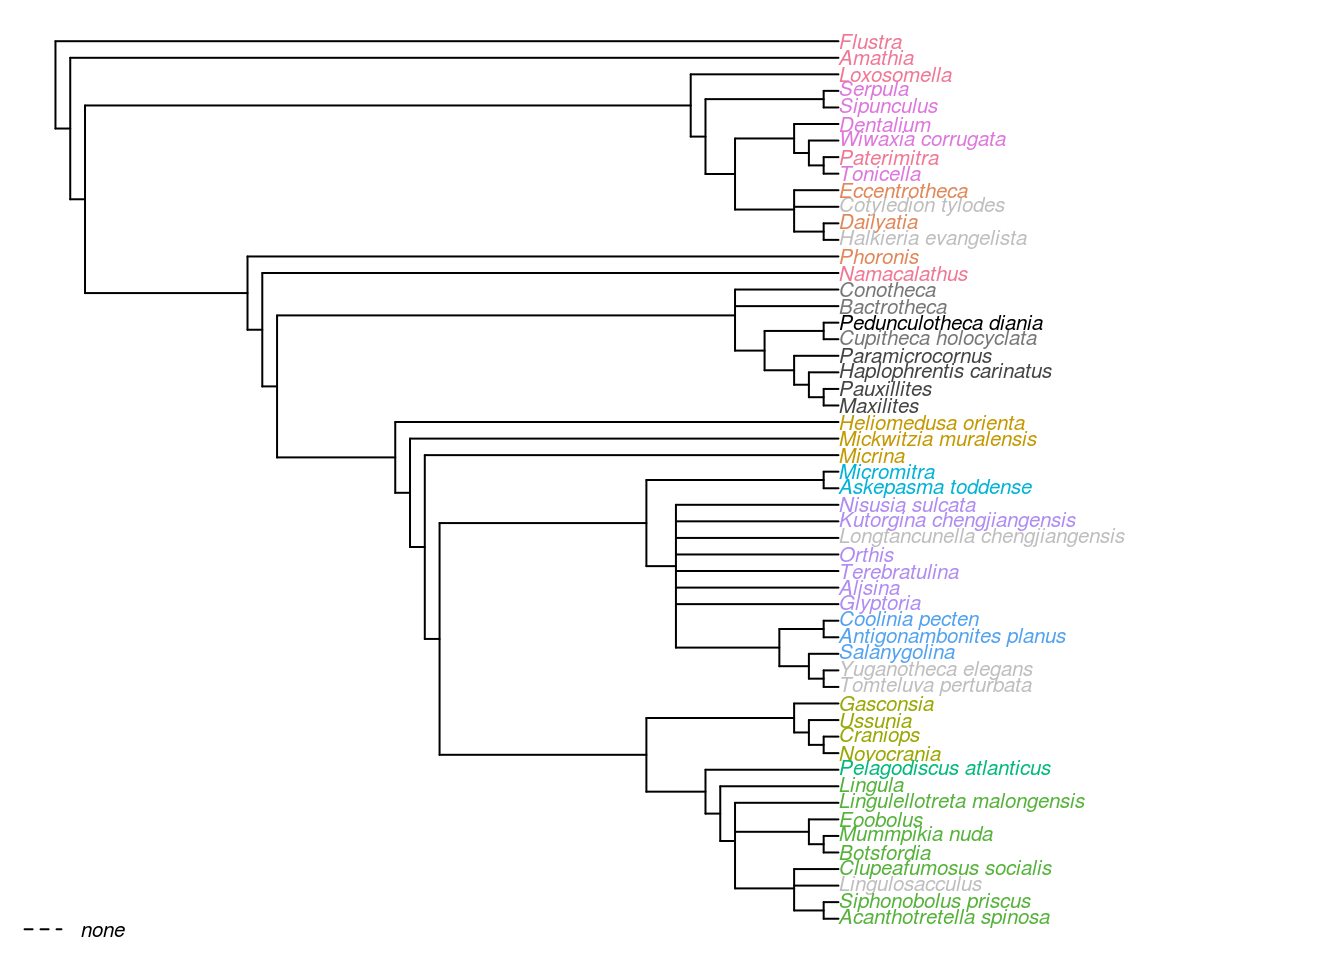 Flustra
Amathia
Loxosomella
Serpula
Sipunculus
Dentalium
Wiwaxia corrugata
Paterimitra
Tonicella
Eccentrotheca
Cotyledion tylodes
Dailyatia
Halkieria evangelista
Phoronis
Namacalathus
Conotheca
Bactrotheca
Pedunculotheca diania
Cupitheca holocyclata
Paramicrocornus
Haplophrentis carinatus
Pauxillites
Maxilites
Heliomedusa orienta
Mickwitzia muralensis
Micrina
Micromitra
Askepasma toddense
Nisusia sulcata
Kutorgina chengjiangensis
Longtancunella chengjiangensis
Orthis
Terebratulina
Alisina
Glyptoria
Coolinia pecten
Antigonambonites planus
Salanygolina
Yuganotheca elegans
Tomteluva perturbata
Gasconsia
Ussunia
Craniops
Novocrania
Pelagodiscus atlanticus
Lingula
Lingulellotreta malongensis
Eoobolus
Mummpikia nuda
Botsfordia
Clupeafumosus socialis
Lingulosacculus
Siphonobolus priscus
Acanthotretella spinosa
none